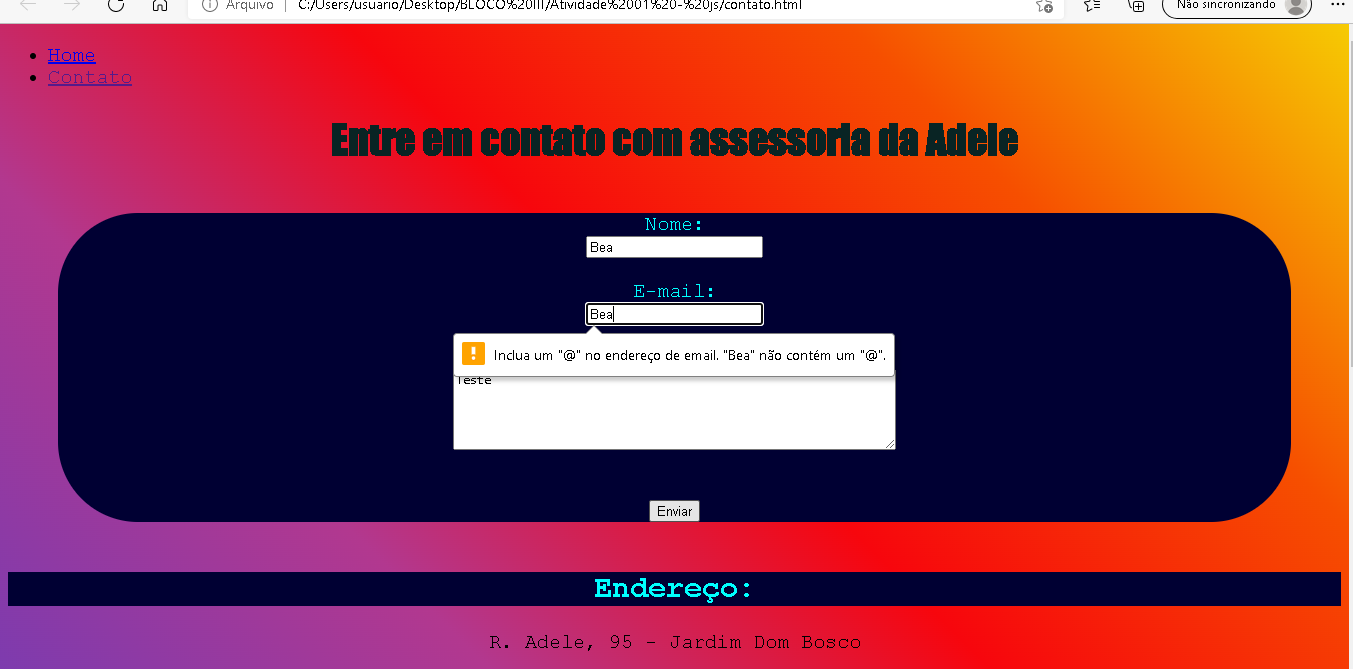 Arquivo | C:/Users/usuario/Desktop/BLOCO%20III/Atividade%2001%20-%20js/contato.html
Não sincronizando
Home
Contato
Entre em contato com assessoria da Adele
Nome:
Bea
E-mail:
Bea
Inclua um "@" no endereço de email. "Bea" não contém um "@".
Teste
Enviar
Endereço:
R. Adele, 95 - Jardim Dom Bosco